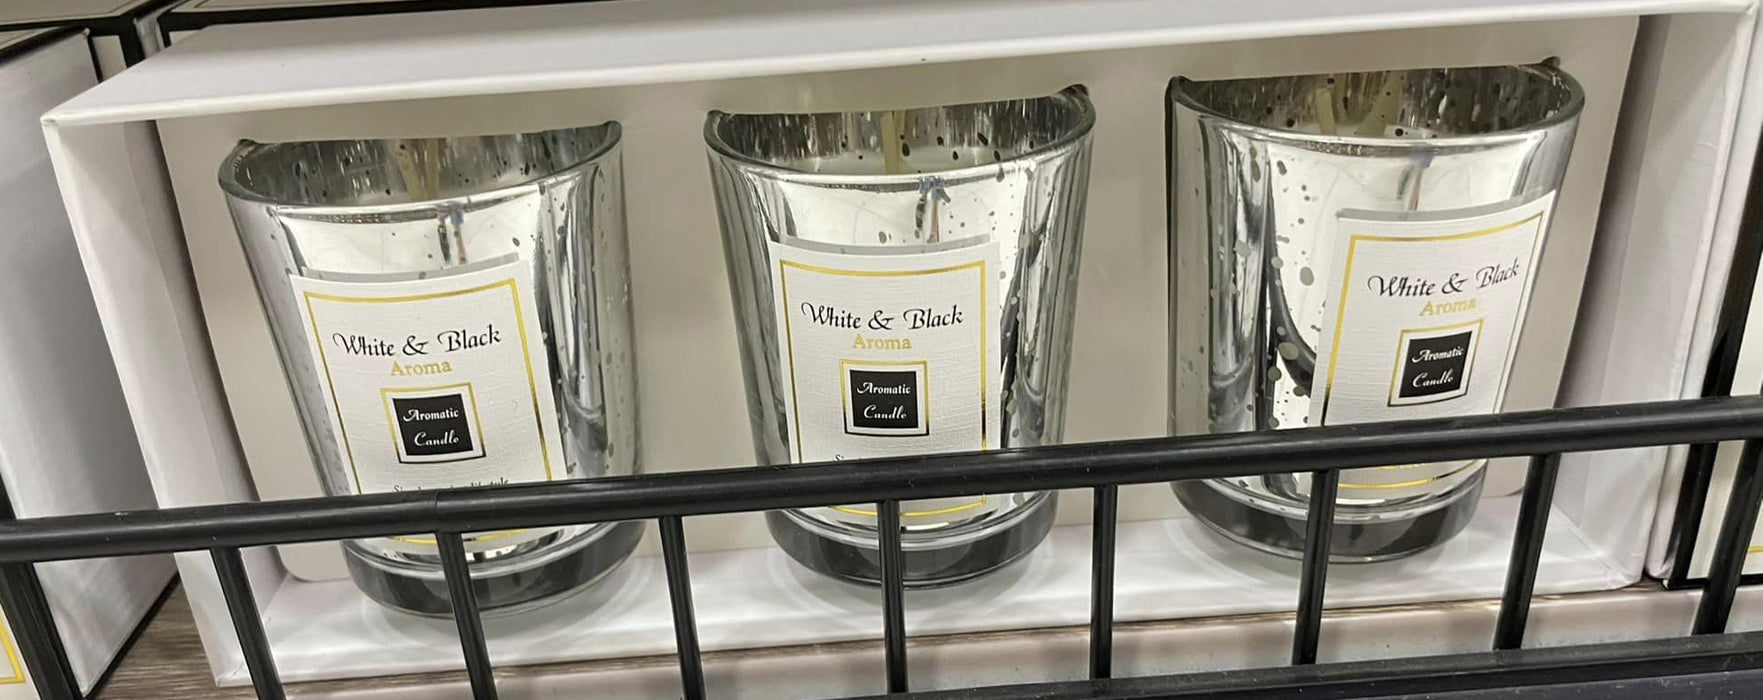 White & Black
Aroma
Aromatic
Candle
White & Black
Aroma
Aromatic
Candle
White & Black
Aroma
Aromatic
Candle